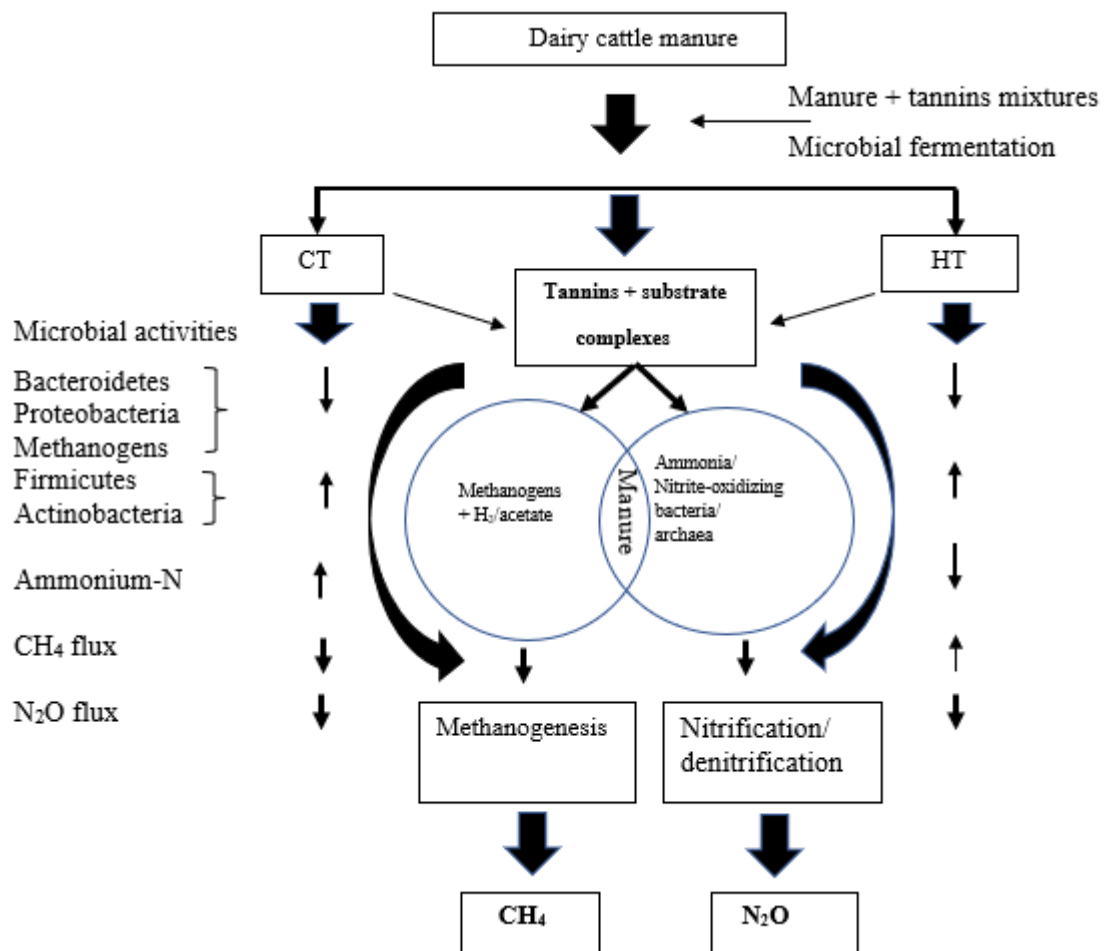 Dairy cattle manure
Manure + tannins mixtures
Microbial fermentation
CT
HT
Tannins + substrate
complexes
Microbial activities
Bacteroidetes
Proteobacteria
Methanogens
Firmicutes
Actinobacteria
Ammonium-N
CH₄ flux
N₂O flux
Methanogens
+ H₂/acetate
Manure
Ammonia/
Nitrite-oxidizing
bacteria/
archaea
Methanogenesis
Nitrification/
denitrification
CH₄
N₂O